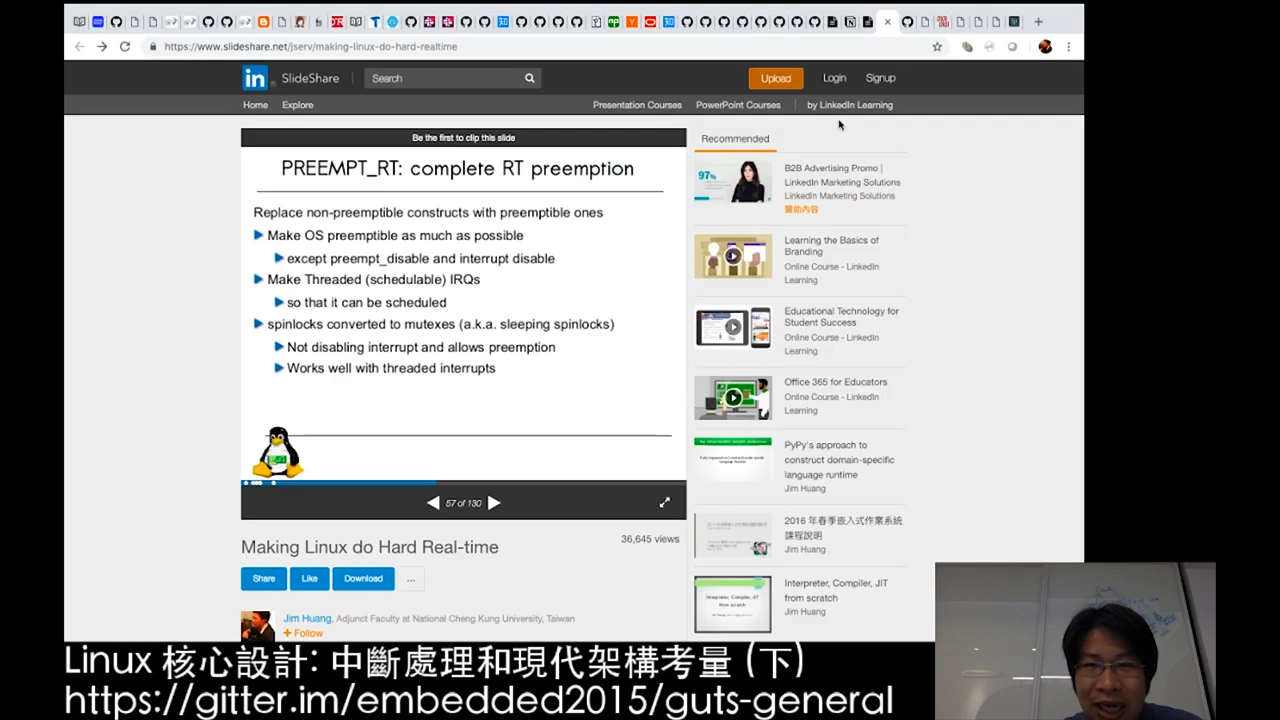 https://www.slideshare.net/jserv/making-linux-do-hard-realtime
in SlideShare
Search
Upload
Login
Signup
Home
Explore
Presentation Courses
PowerPoint Courses
by LinkedIn Learning
Be the first to clip this slide
PREEMPT_RT: complete RT preemption
Replace non-preemptible constructs with preemptible ones
Make OS preemptible as much as possible
except preempt_disable and interrupt disable
Make Threaded (schedulable) IRQs
so that it can be scheduled
spinlocks converted to mutexes (a.k.a. sleeping spinlocks)
Not disabling interrupt and allows preemption
Works well with threaded interrupts
57 of 130
Making Linux do Hard Real-time
36,645 views
Share
Like
Download
...
Jim Huang, Adjunct Faculty at National Cheng Kung University, Taiwan
+ Follow
Recommended
97%
B2B Advertising Promo |
LinkedIn Marketing Solutions
LinkedIn Marketing Solutions
贊助內容
Learning the Basics of
Branding
Online Course - LinkedIn
Learning
Educational Technology for
Student Success
Online Course - LinkedIn
Learning
Office 365 for Educators
Online Course - LinkedIn
Learning
PyPy's approach to
construct domain-specific
language runtime
Jim Huang
2016 年春季嵌入式作業系統
課程說明
Jim Huang
Interpreter, Compiler, JIT
from scratch
Jim Huang
Linux 核心設計: 中斷處理和現代架構考量 (下)
https://gitter.im/embedded2015/guts-general